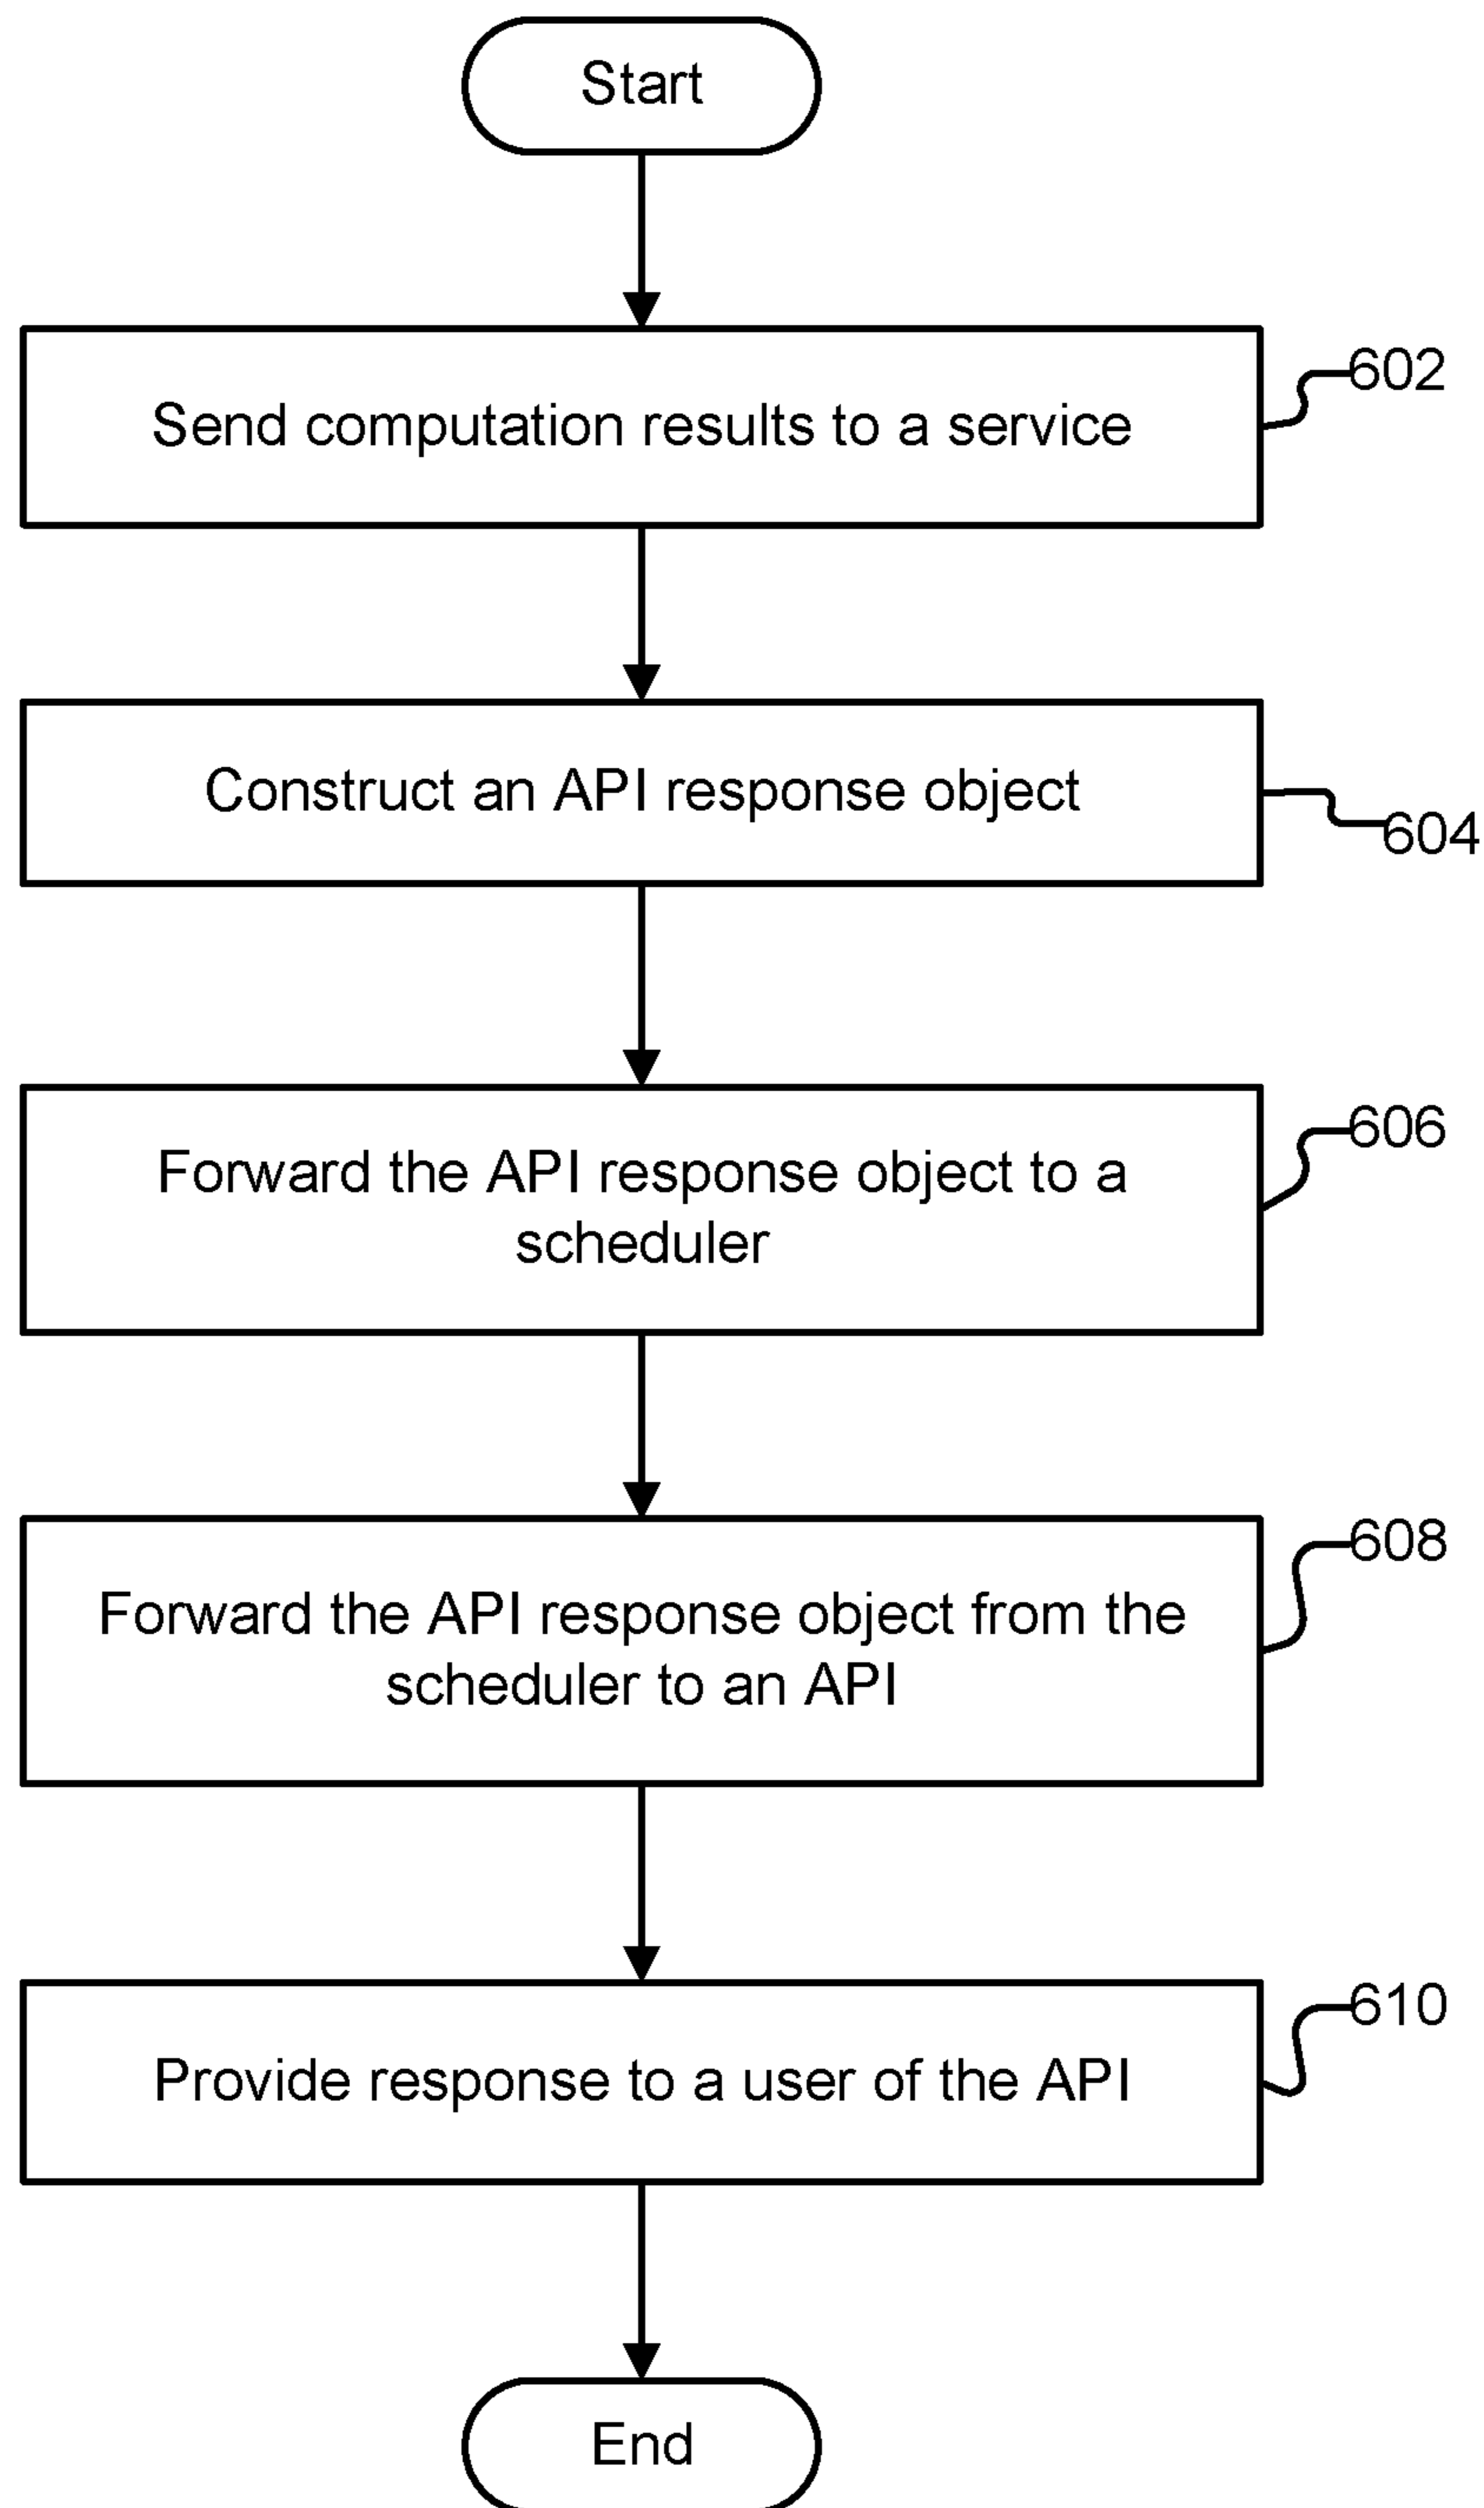 Start
602
Send computation results to a service
Construct an API response object
604
606
Forward the API response object to a
scheduler
608
Forward the API response object from the
scheduler to an API
610
Provide response to a user of the API
End